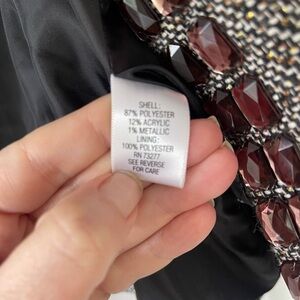 SHELL:
87% POLYESTER
12% ACRYLIC
1% METALLIC
LINING:
100% POLYESTER
RN 73277
SEE REVERSE
FOR CARE